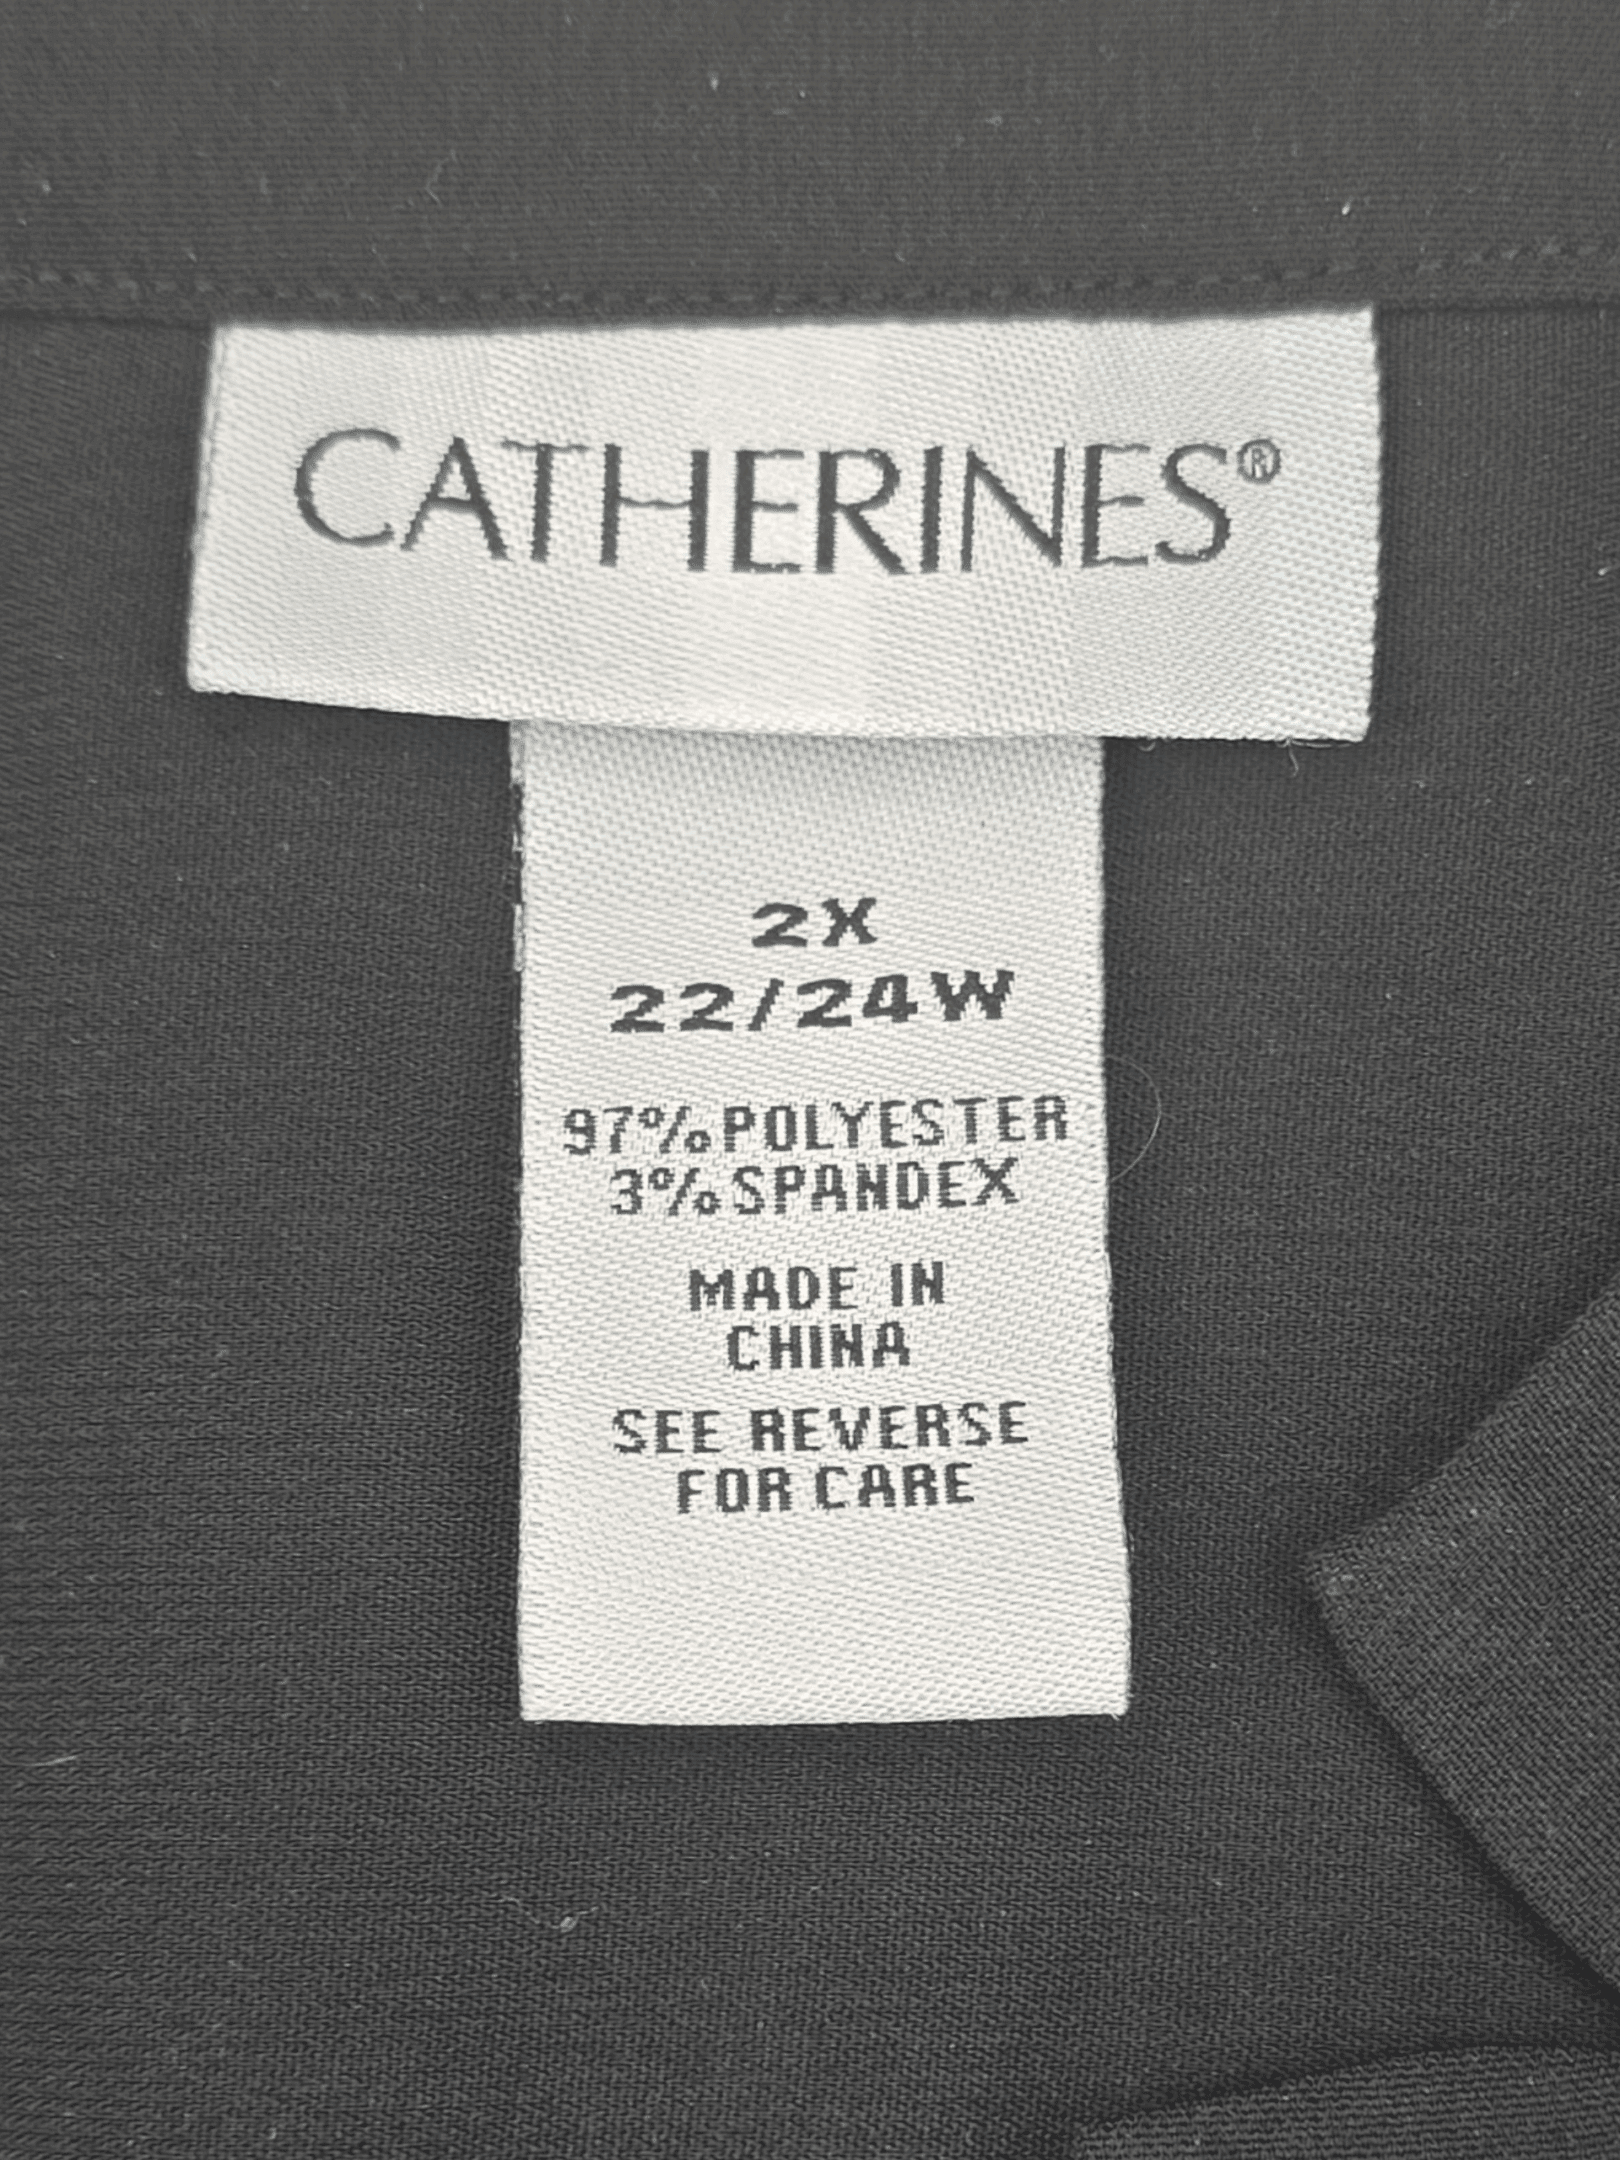 CATHERINES®
2X
22/24W
97% POLYESTER
3% SPANDEX
MADE IN
CHINA
SEE REVERSE
FOR CARE